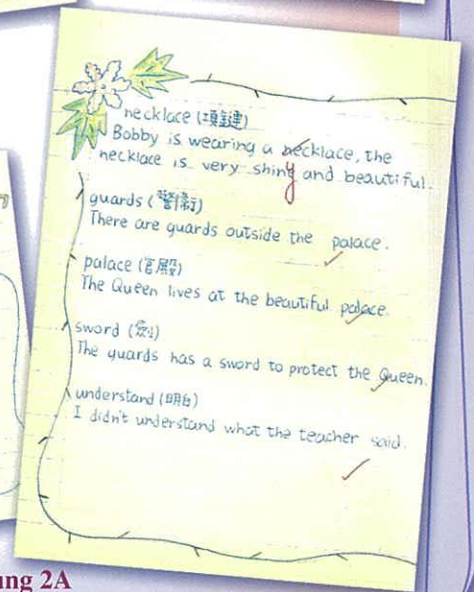 necklace (項鏈)
Bobby is wearing a necklace, the
necklace is very shiny and beautiful.
guards (警衛)
There are guards outside the palace.
palace (宮殿)
The Queen lives at the beautiful palace.
sword (劍)
The guards has a sword to protect the Queen.
understand (明白)
I didn't understand what the teacher said.
ung 2A